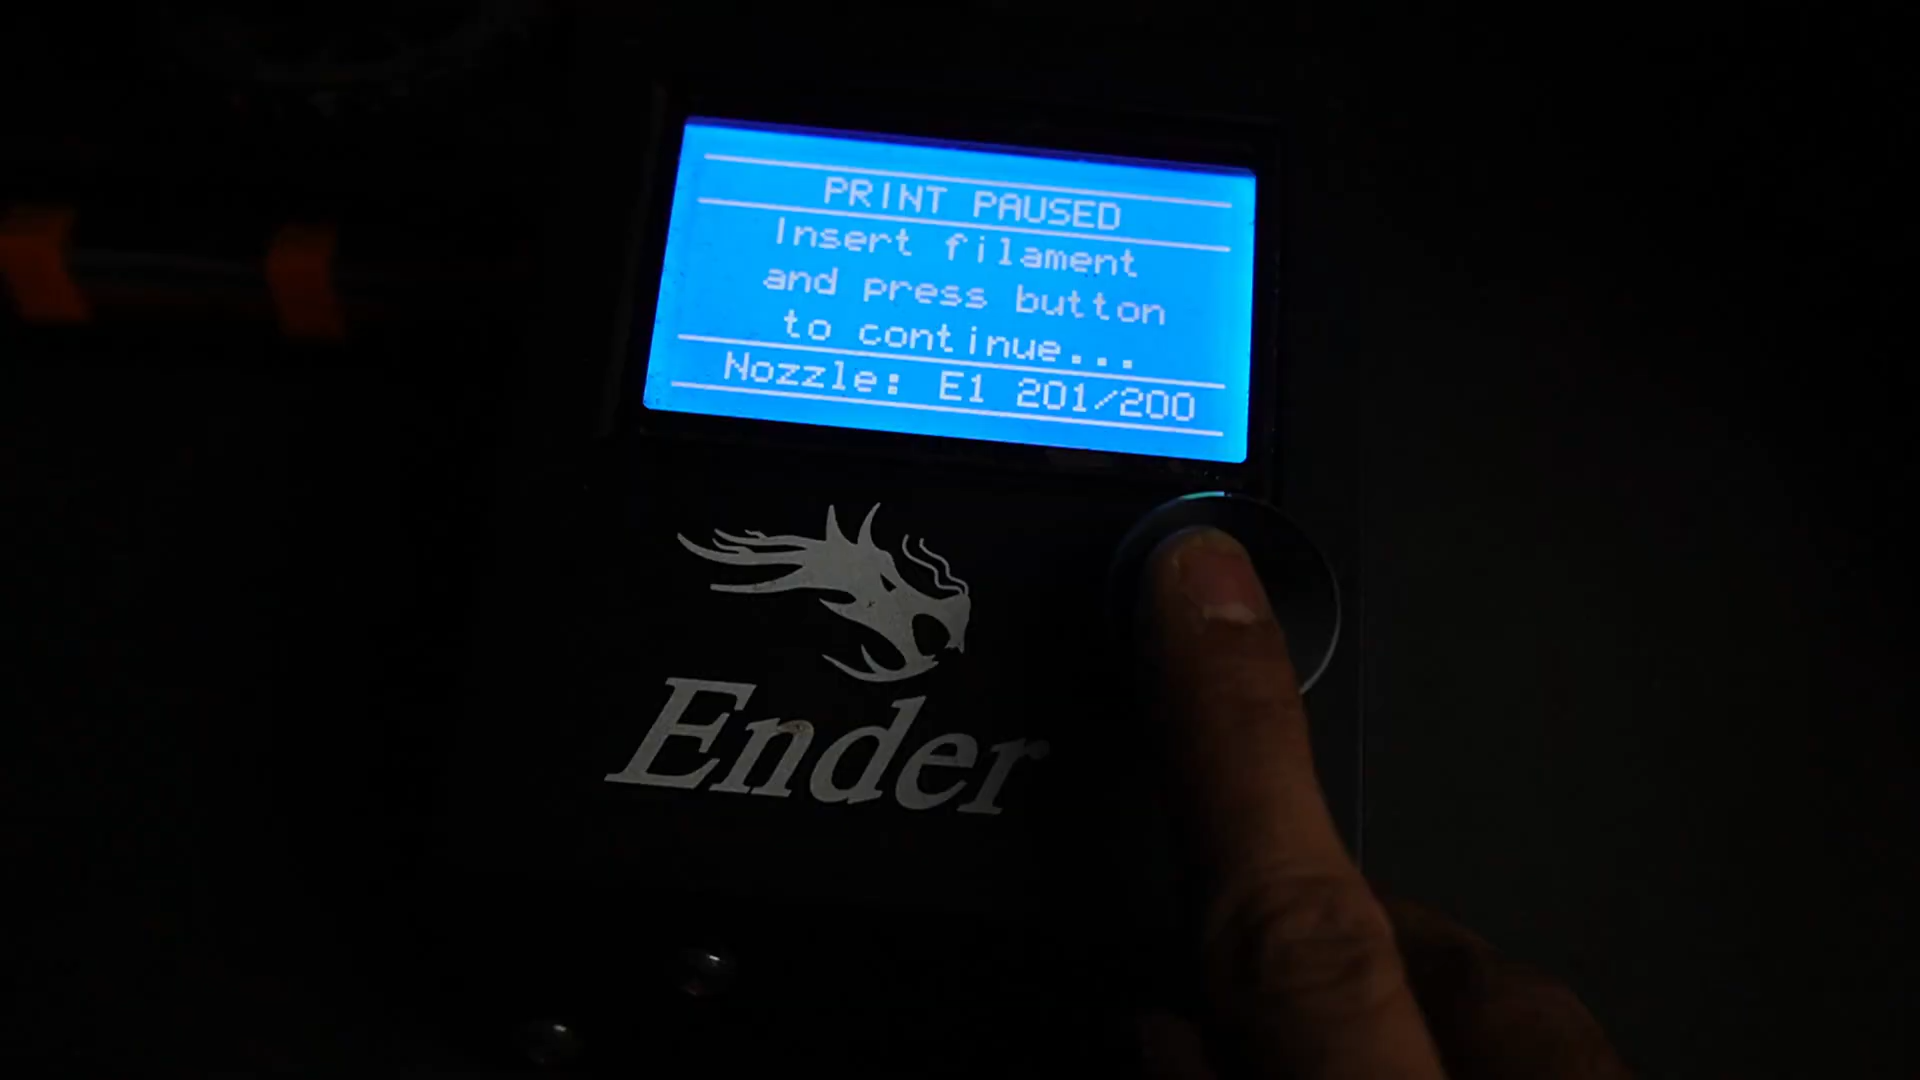 PRINT PAUSED
Insert filament
and press button
to continue...
Nozzle: E1 201/200
Ender